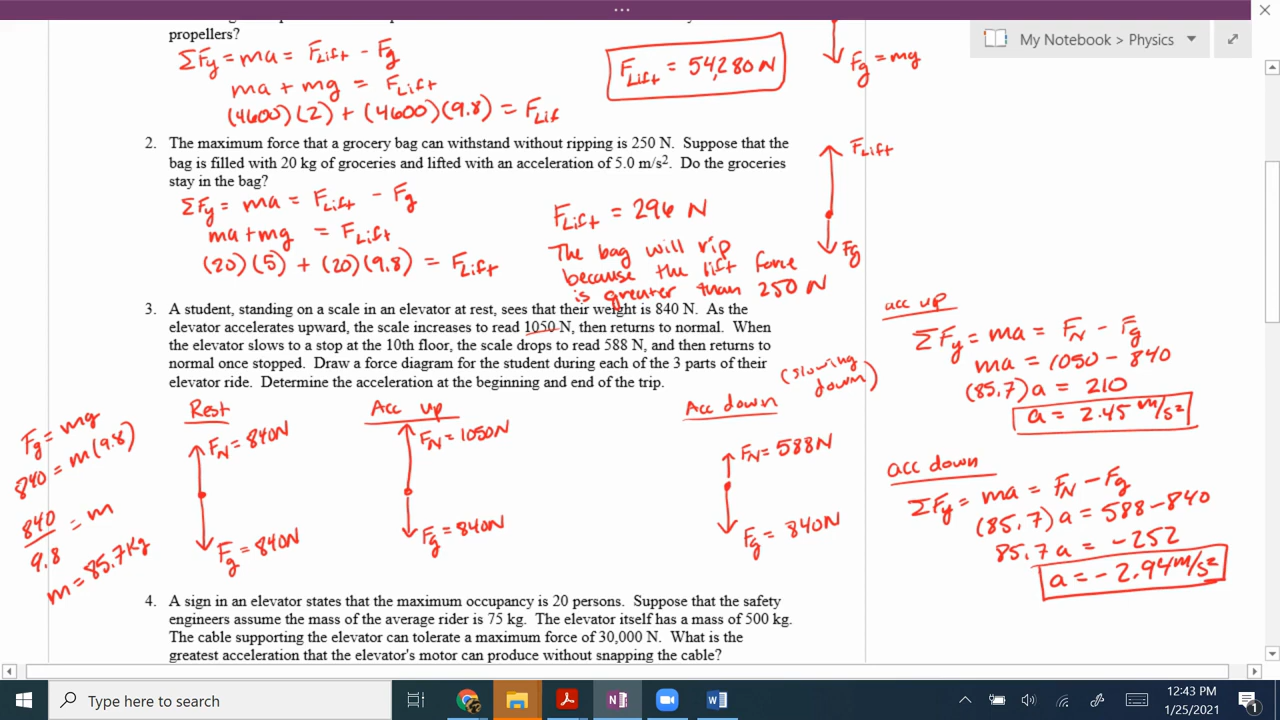 ...
My Notebook > Physics
propellers?
ΣFy = ma = FLift - Fg
ma + mg = FLift
(4600)(2) + (4600)(9.8) = FLif
FLift = 54,280 N
Fg = mg
2. The maximum force that a grocery bag can withstand without ripping is 250 N. Suppose that the
bag is filled with 20 kg of groceries and lifted with an acceleration of 5.0 m/s². Do the groceries
stay in the bag?
ΣFy = ma = FLift - Fg
ma+mg = FLift
(20)(5) + (20)(9.8) = FLift
FLift = 296 N
The bag will rip
because the lift force
is greater than 250 N
FLift
Fg
3. A student, standing on a scale in an elevator at rest, sees that their weight is 840 N. As the
elevator accelerates upward, the scale increases to read 1050 N, then returns to normal. When
the elevator slows to a stop at the 10th floor, the scale drops to read 588 N, and then returns to
normal once stopped. Draw a force diagram for the student during each of the 3 parts of their
elevator ride. Determine the acceleration at the beginning and end of the trip.
(slowing
down)
Fg = mg
840 = m(9.8)
840
9.8
= m
m = 85.7 kg
Rest
FN = 840N
Fg = 840N
Acc up
FN = 1050N
Fg = 840N
Acc down
FN = 588N
Fg = 840N
acc up
ΣFy = ma = FN - Fg
ma = 1050 - 840
(85.7)a = 210
a = 2.45 m/s²
acc down
ΣFy = ma = FN - Fg
(85.7)a = 588 - 840
85.7a = -252
a = -2.94m/s²
4. A sign in an elevator states that the maximum occupancy is 20 persons. Suppose that the safety
engineers assume the mass of the average rider is 75 kg. The elevator itself has a mass of 500 kg.
The cable supporting the elevator can tolerate a maximum force of 30,000 N. What is the
greatest acceleration that the elevator's motor can produce without snapping the cable?
Type here to search
12:43 PM
1/25/2021
1